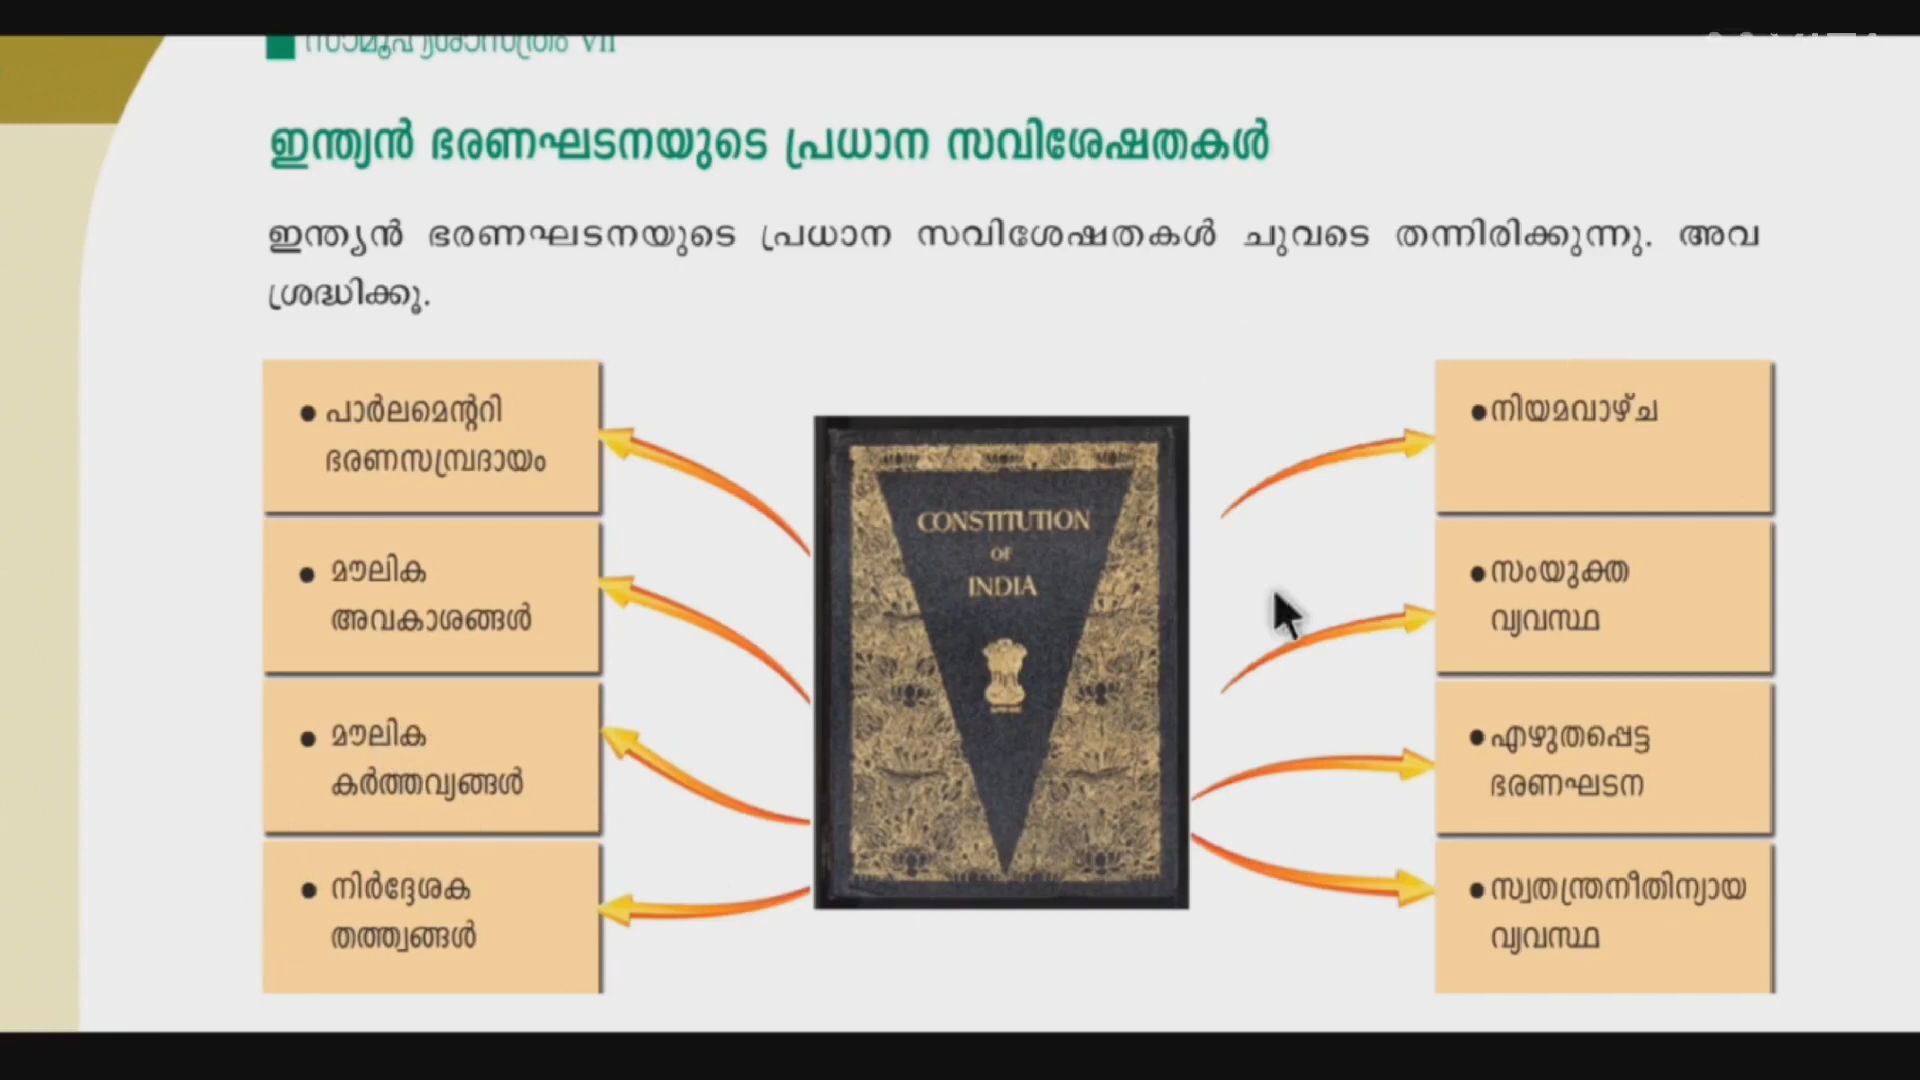 സാമൂഹ്യശാസ്ത്രം VII
ഇന്ത്യൻ ഭരണഘടനയുടെ പ്രധാന സവിശേഷതകൾ
ഇന്ത്യൻ ഭരണഘടനയുടെ പ്രധാന സവിശേഷതകൾ ചുവടെ തന്നിരിക്കുന്നു. അവ
ശ്രദ്ധിക്കൂ.
• പാർലമെന്ററി
ഭരണസമ്പ്രദായം
• മൗലിക
അവകാശങ്ങൾ
• മൗലിക
കർത്തവ്യങ്ങൾ
• നിർദ്ദേശക
തത്ത്വങ്ങൾ
CONSTITUTION
OF
INDIA
• നിയമവാഴ്ച
• സംയുക്ത
വ്യവസ്ഥ
• എഴുതപ്പെട്ട
ഭരണഘടന
• സ്വതന്ത്രനീതിന്യായ
വ്യവസ്ഥ